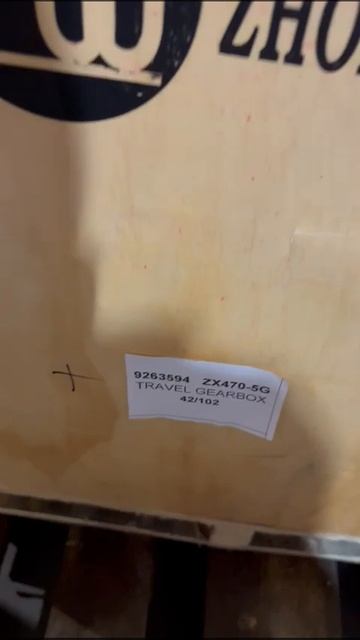 ZHO
9263594 ZX470-5G
TRAVEL GEARBOX
42/102